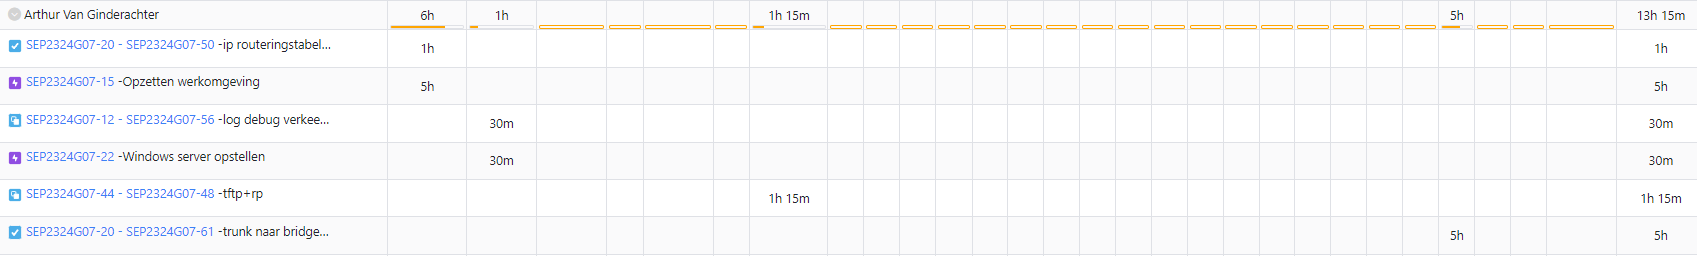 Arthur Van Ginderachter 6h 1h 1h 15m 5h 13h 15m
SEP2324G07-20 - SEP2324G07-50 -ip routeringstabel... 1h 1h
SEP2324G07-15 -Opzetten werkomgeving 5h 5h
SEP2324G07-12 - SEP2324G07-56 -log debug verkee... 30m 30m
SEP2324G07-22 -Windows server opstellen 30m 30m
SEP2324G07-44 - SEP2324G07-48 -tftp+rp 1h 15m 1h 15m
SEP2324G07-20 - SEP2324G07-61 -trunk naar bridge... 5h 5h